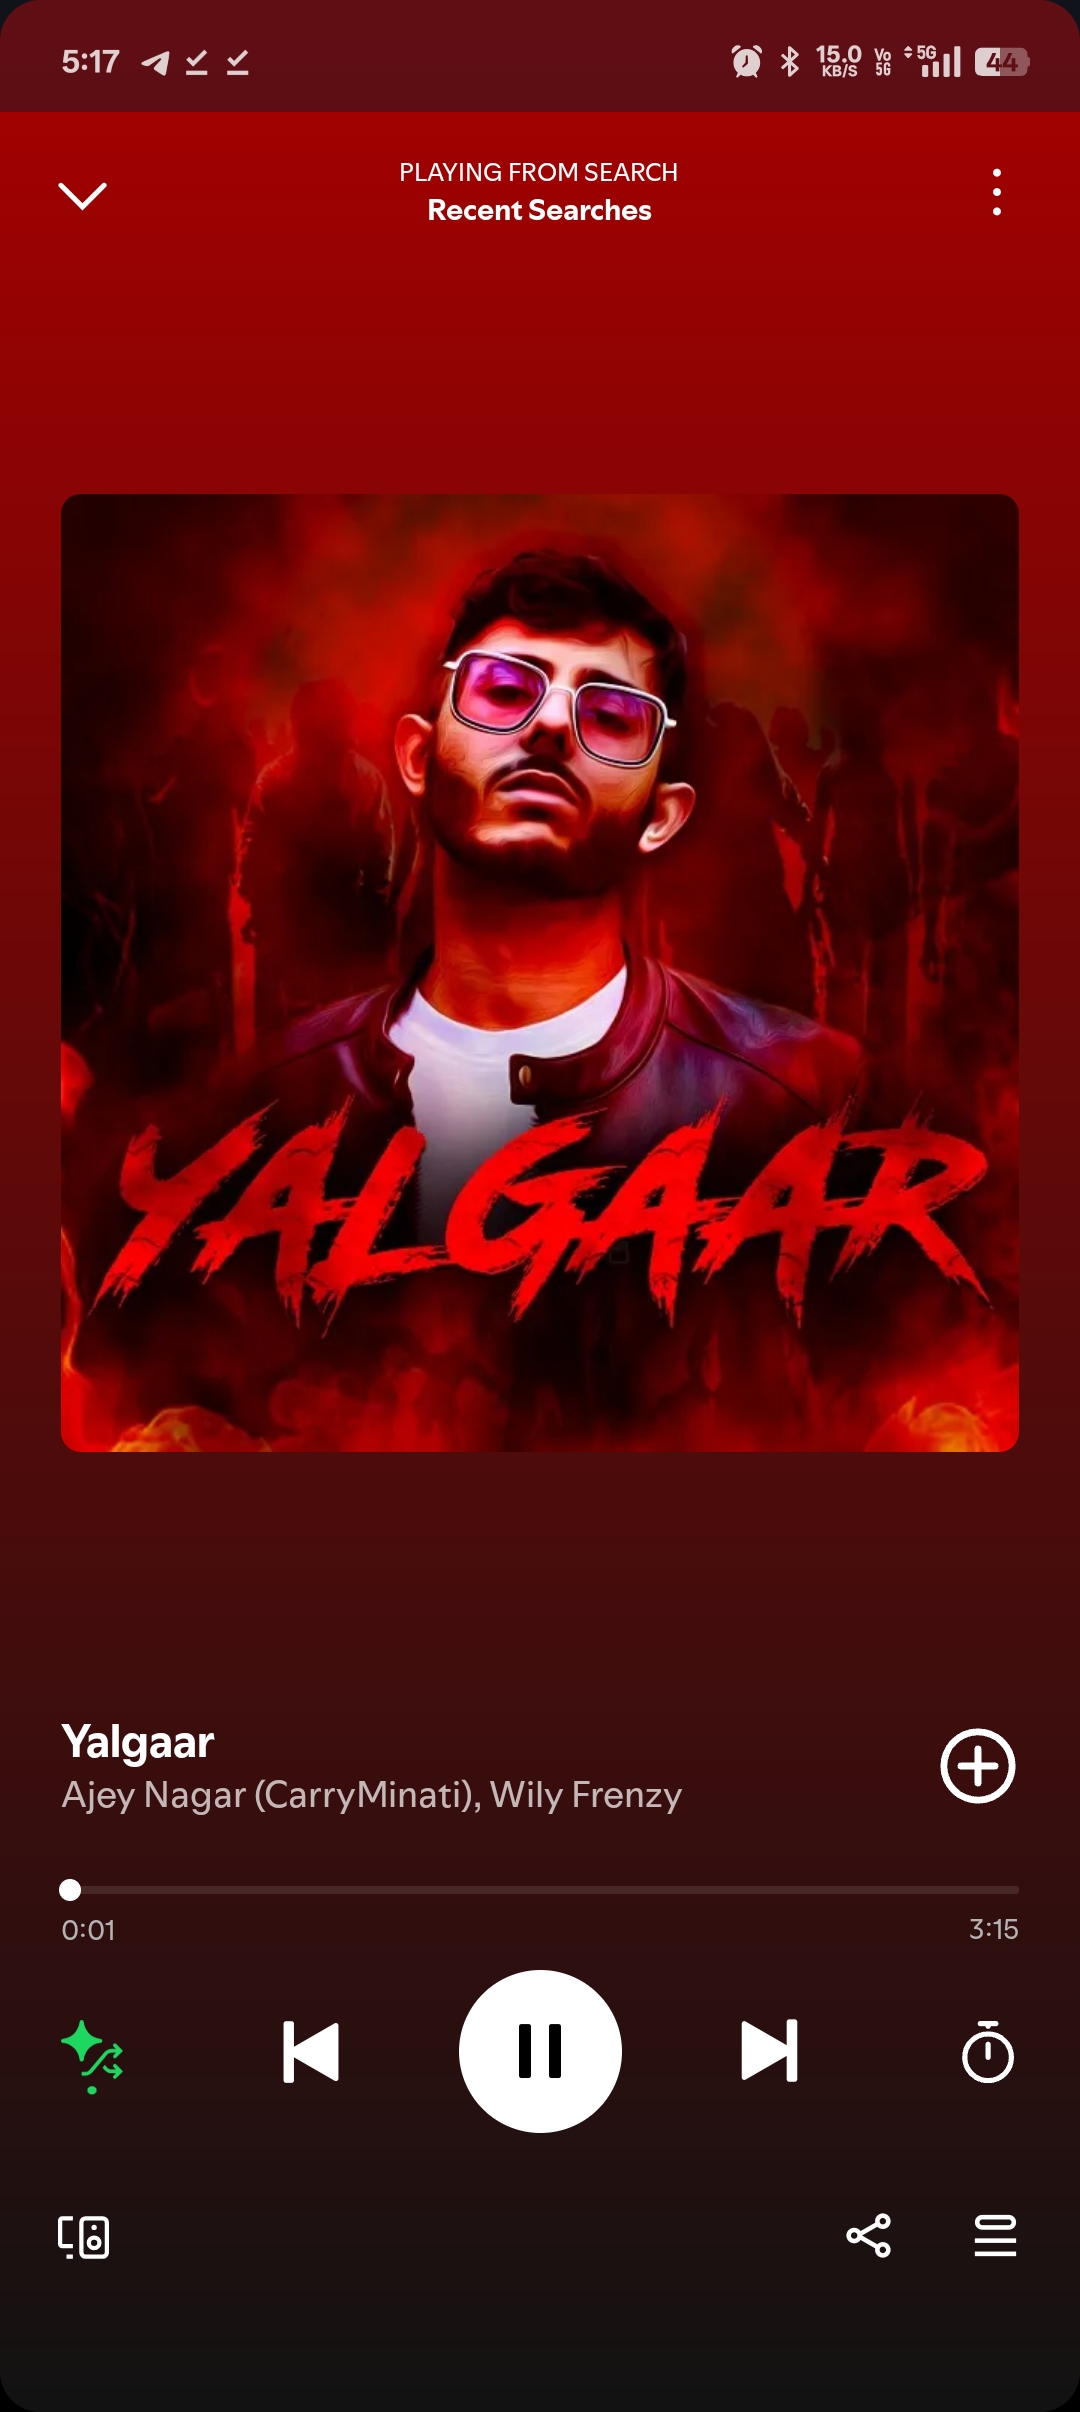 5:17
15.0 KB/S Vo 5G 5G 44
PLAYING FROM SEARCH
Recent Searches
YALGAAR
Yalgaar
Ajey Nagar (CarryMinati), Wily Frenzy
0:01 3:15